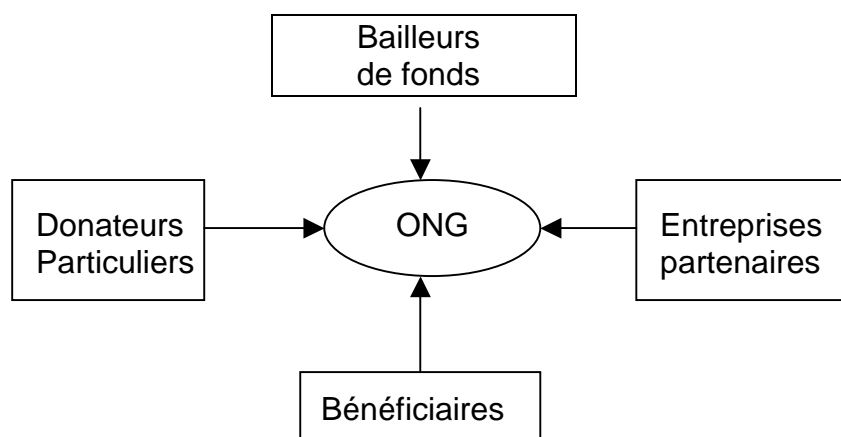 Bailleurs
de fonds
Donateurs
Particuliers
ONG
Entreprises
partenaires
Bénéficiaires